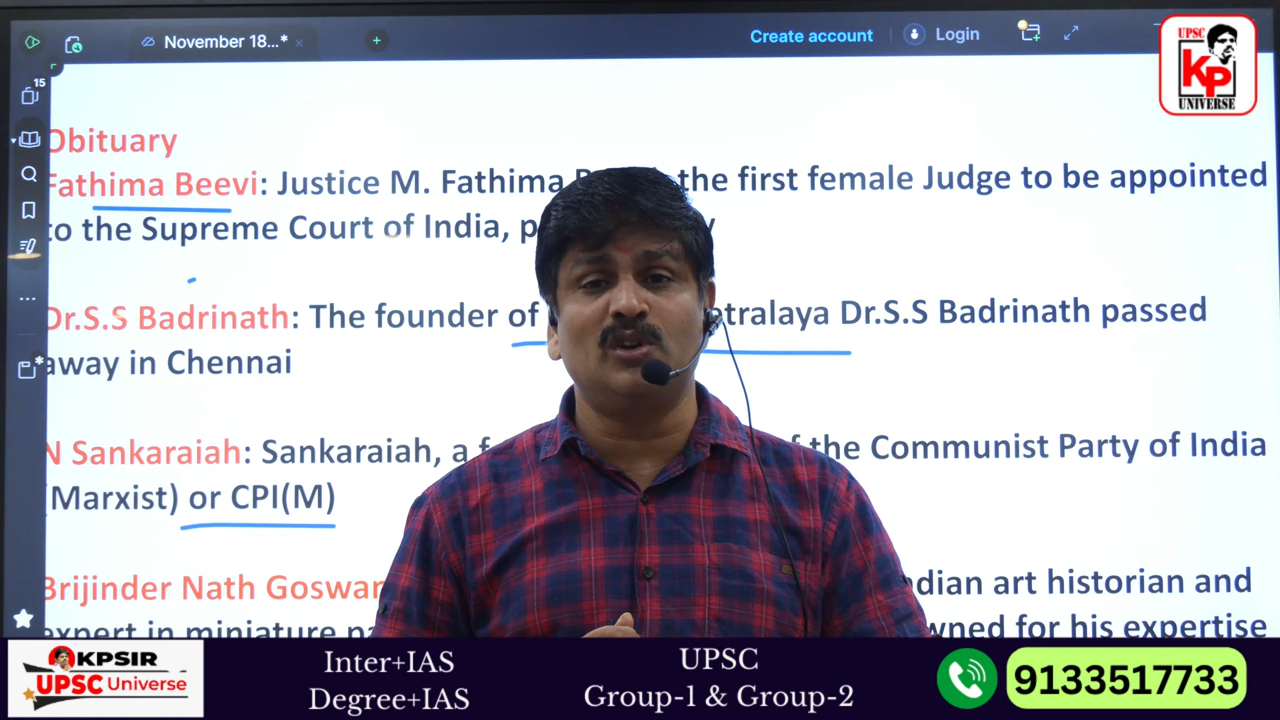 November 18...*
Create account
Login
15
UPSC
KP
UNIVERSE
Obituary
Fathima Beevi: Justice M. Fathima the first female Judge to be appointed
to the Supreme Court of India,
Dr.S.S Badrinath: The founder of Dr.S.S Badrinath passed
away in Chennai
N Sankaraiah: Sankaraiah, a of the Communist Party of India
(Marxist) or CPI(M)
Brijinder Nath Indian art historian and
expert in miniature for his expertise
KPSIR
UPSC Universe
Inter+IAS
Degree+IAS
UPSC
Group-1 & Group-2
9133517733